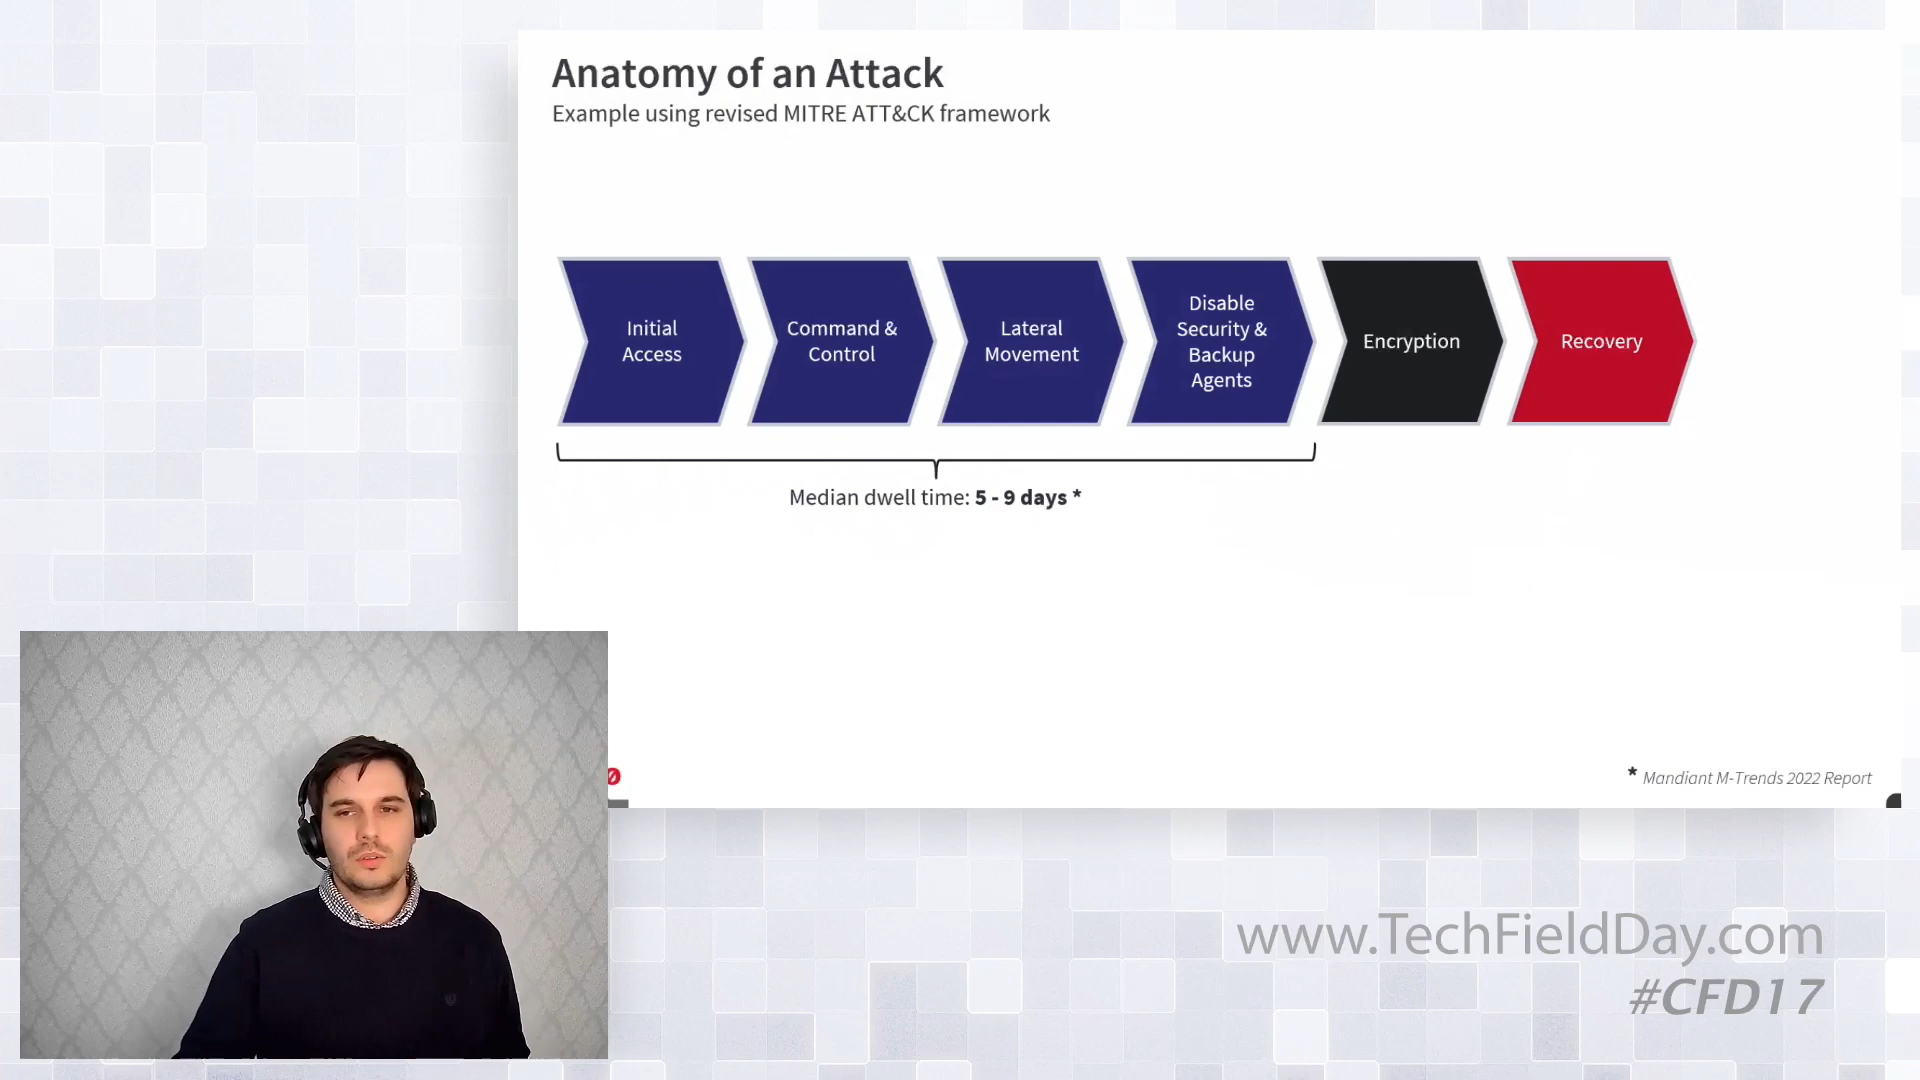 Anatomy of an Attack
Example using revised MITRE ATT&CK framework
Initial
Access
Command &
Control
Lateral
Movement
Disable
Security &
Backup
Agents
Encryption
Recovery
Median dwell time: 5 - 9 days *
* Mandiant M-Trends 2022 Report
www.TechFieldDay.com
#CFD17